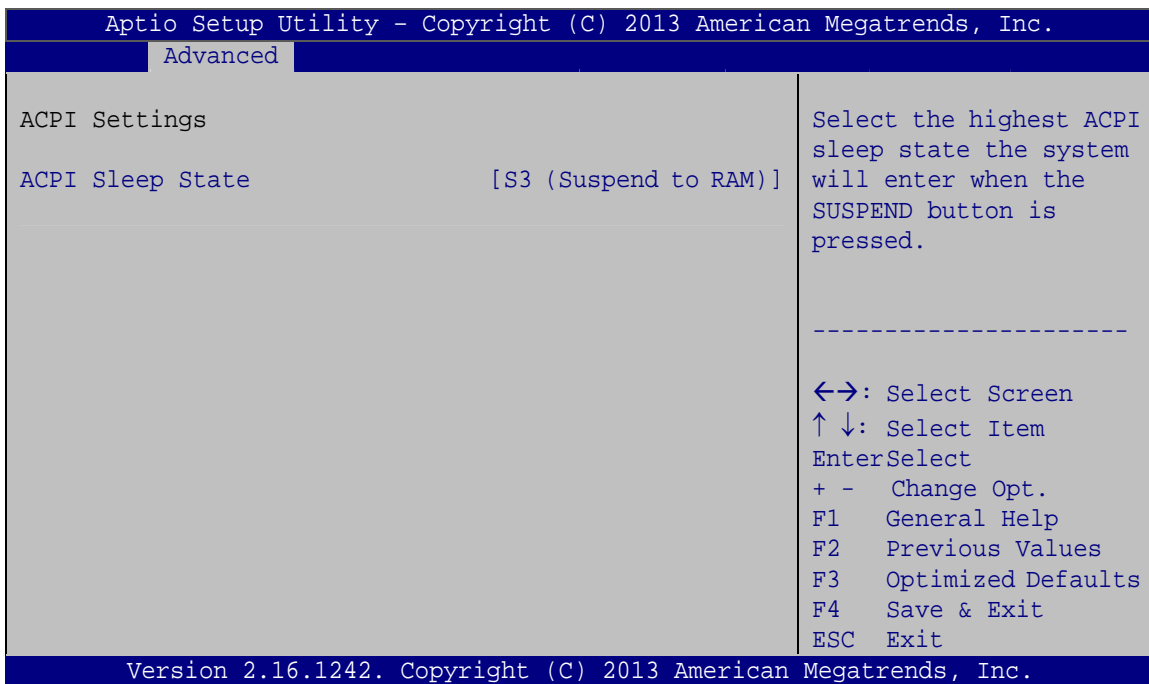 Aptio Setup Utility – Copyright (C) 2013 American Megatrends, Inc.
Advanced
ACPI Settings
ACPI Sleep State [S3 (Suspend to RAM)]
Select the highest ACPI
sleep state the system
will enter when the
SUSPEND button is
pressed.
----------------------
←→: Select Screen
↑ ↓: Select Item
EnterSelect
+ - Change Opt.
F1 General Help
F2 Previous Values
F3 Optimized Defaults
F4 Save & Exit
ESC Exit
Version 2.16.1242. Copyright (C) 2013 American Megatrends, Inc.